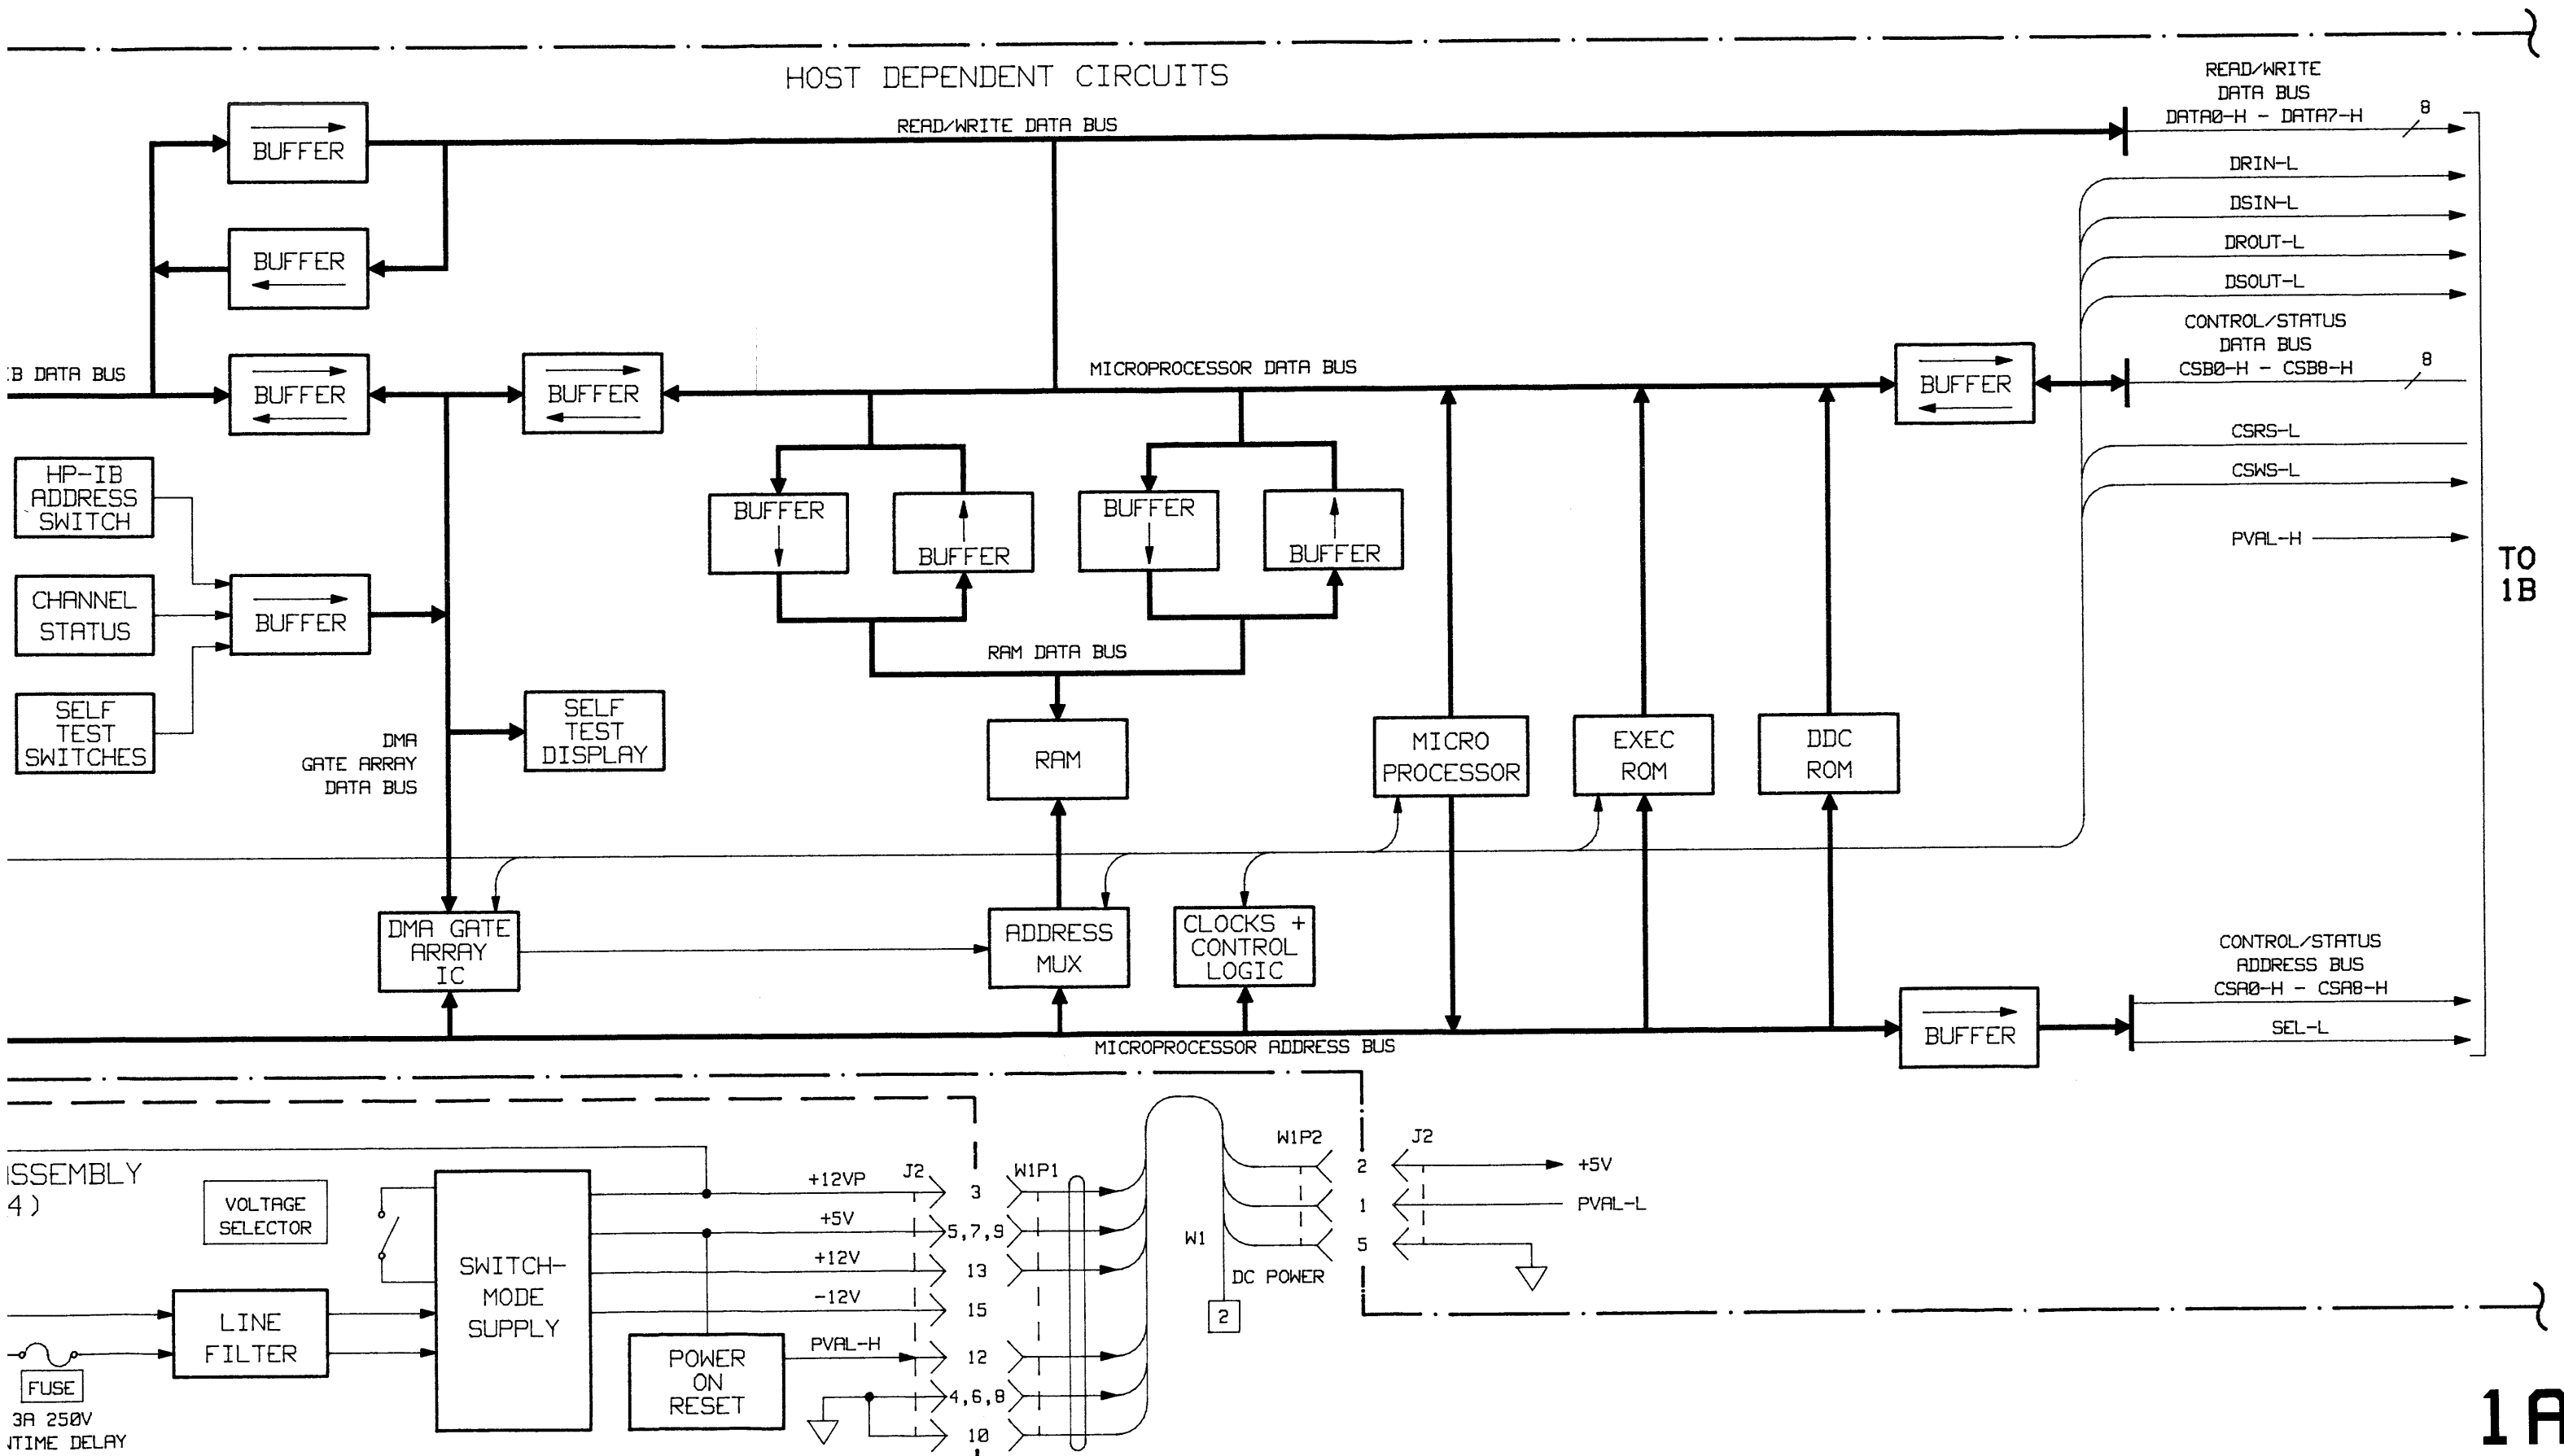 HOST DEPENDENT CIRCUITS
READ/WRITE
DATA BUS
DATA0-H - DATA7-H
8
READ/WRITE DATA BUS
BUFFER
DRIN-L
DSIN-L
BUFFER
DROUT-L
DSOUT-L
CONTROL/STATUS
DATA BUS
CSB0-H - CSB8-H
8
IB DATA BUS
BUFFER
BUFFER
MICROPROCESSOR DATA BUS
BUFFER
CSRS-L
CSWS-L
PVAL-H
HP-IB
ADDRESS
SWITCH
BUFFER
BUFFER
BUFFER
BUFFER
TO
1B
CHANNEL
STATUS
BUFFER
RAM DATA BUS
SELF
TEST
SWITCHES
SELF
TEST
DISPLAY
DMA
GATE ARRAY
DATA BUS
RAM
MICRO
PROCESSOR
EXEC
ROM
DDC
ROM
DMA GATE
ARRAY
IC
ADDRESS
MUX
CLOCKS +
CONTROL
LOGIC
CONTROL/STATUS
ADDRESS BUS
CSA0-H - CSA8-H
SEL-L
BUFFER
MICROPROCESSOR ADDRESS BUS
ASSEMBLY
4)
VOLTAGE
SELECTOR
SWITCH-
MODE
SUPPLY
LINE
FILTER
FUSE
3A 250V
NTIME DELAY
POWER
ON
RESET
J2
W1P1
+12VP
3
+5V
5,7,9
+12V
13
-12V
15
PVAL-H
12
4,6,8
10
W1
2
W1P2
J2
2
+5V
1
PVAL-L
5
DC POWER
1A